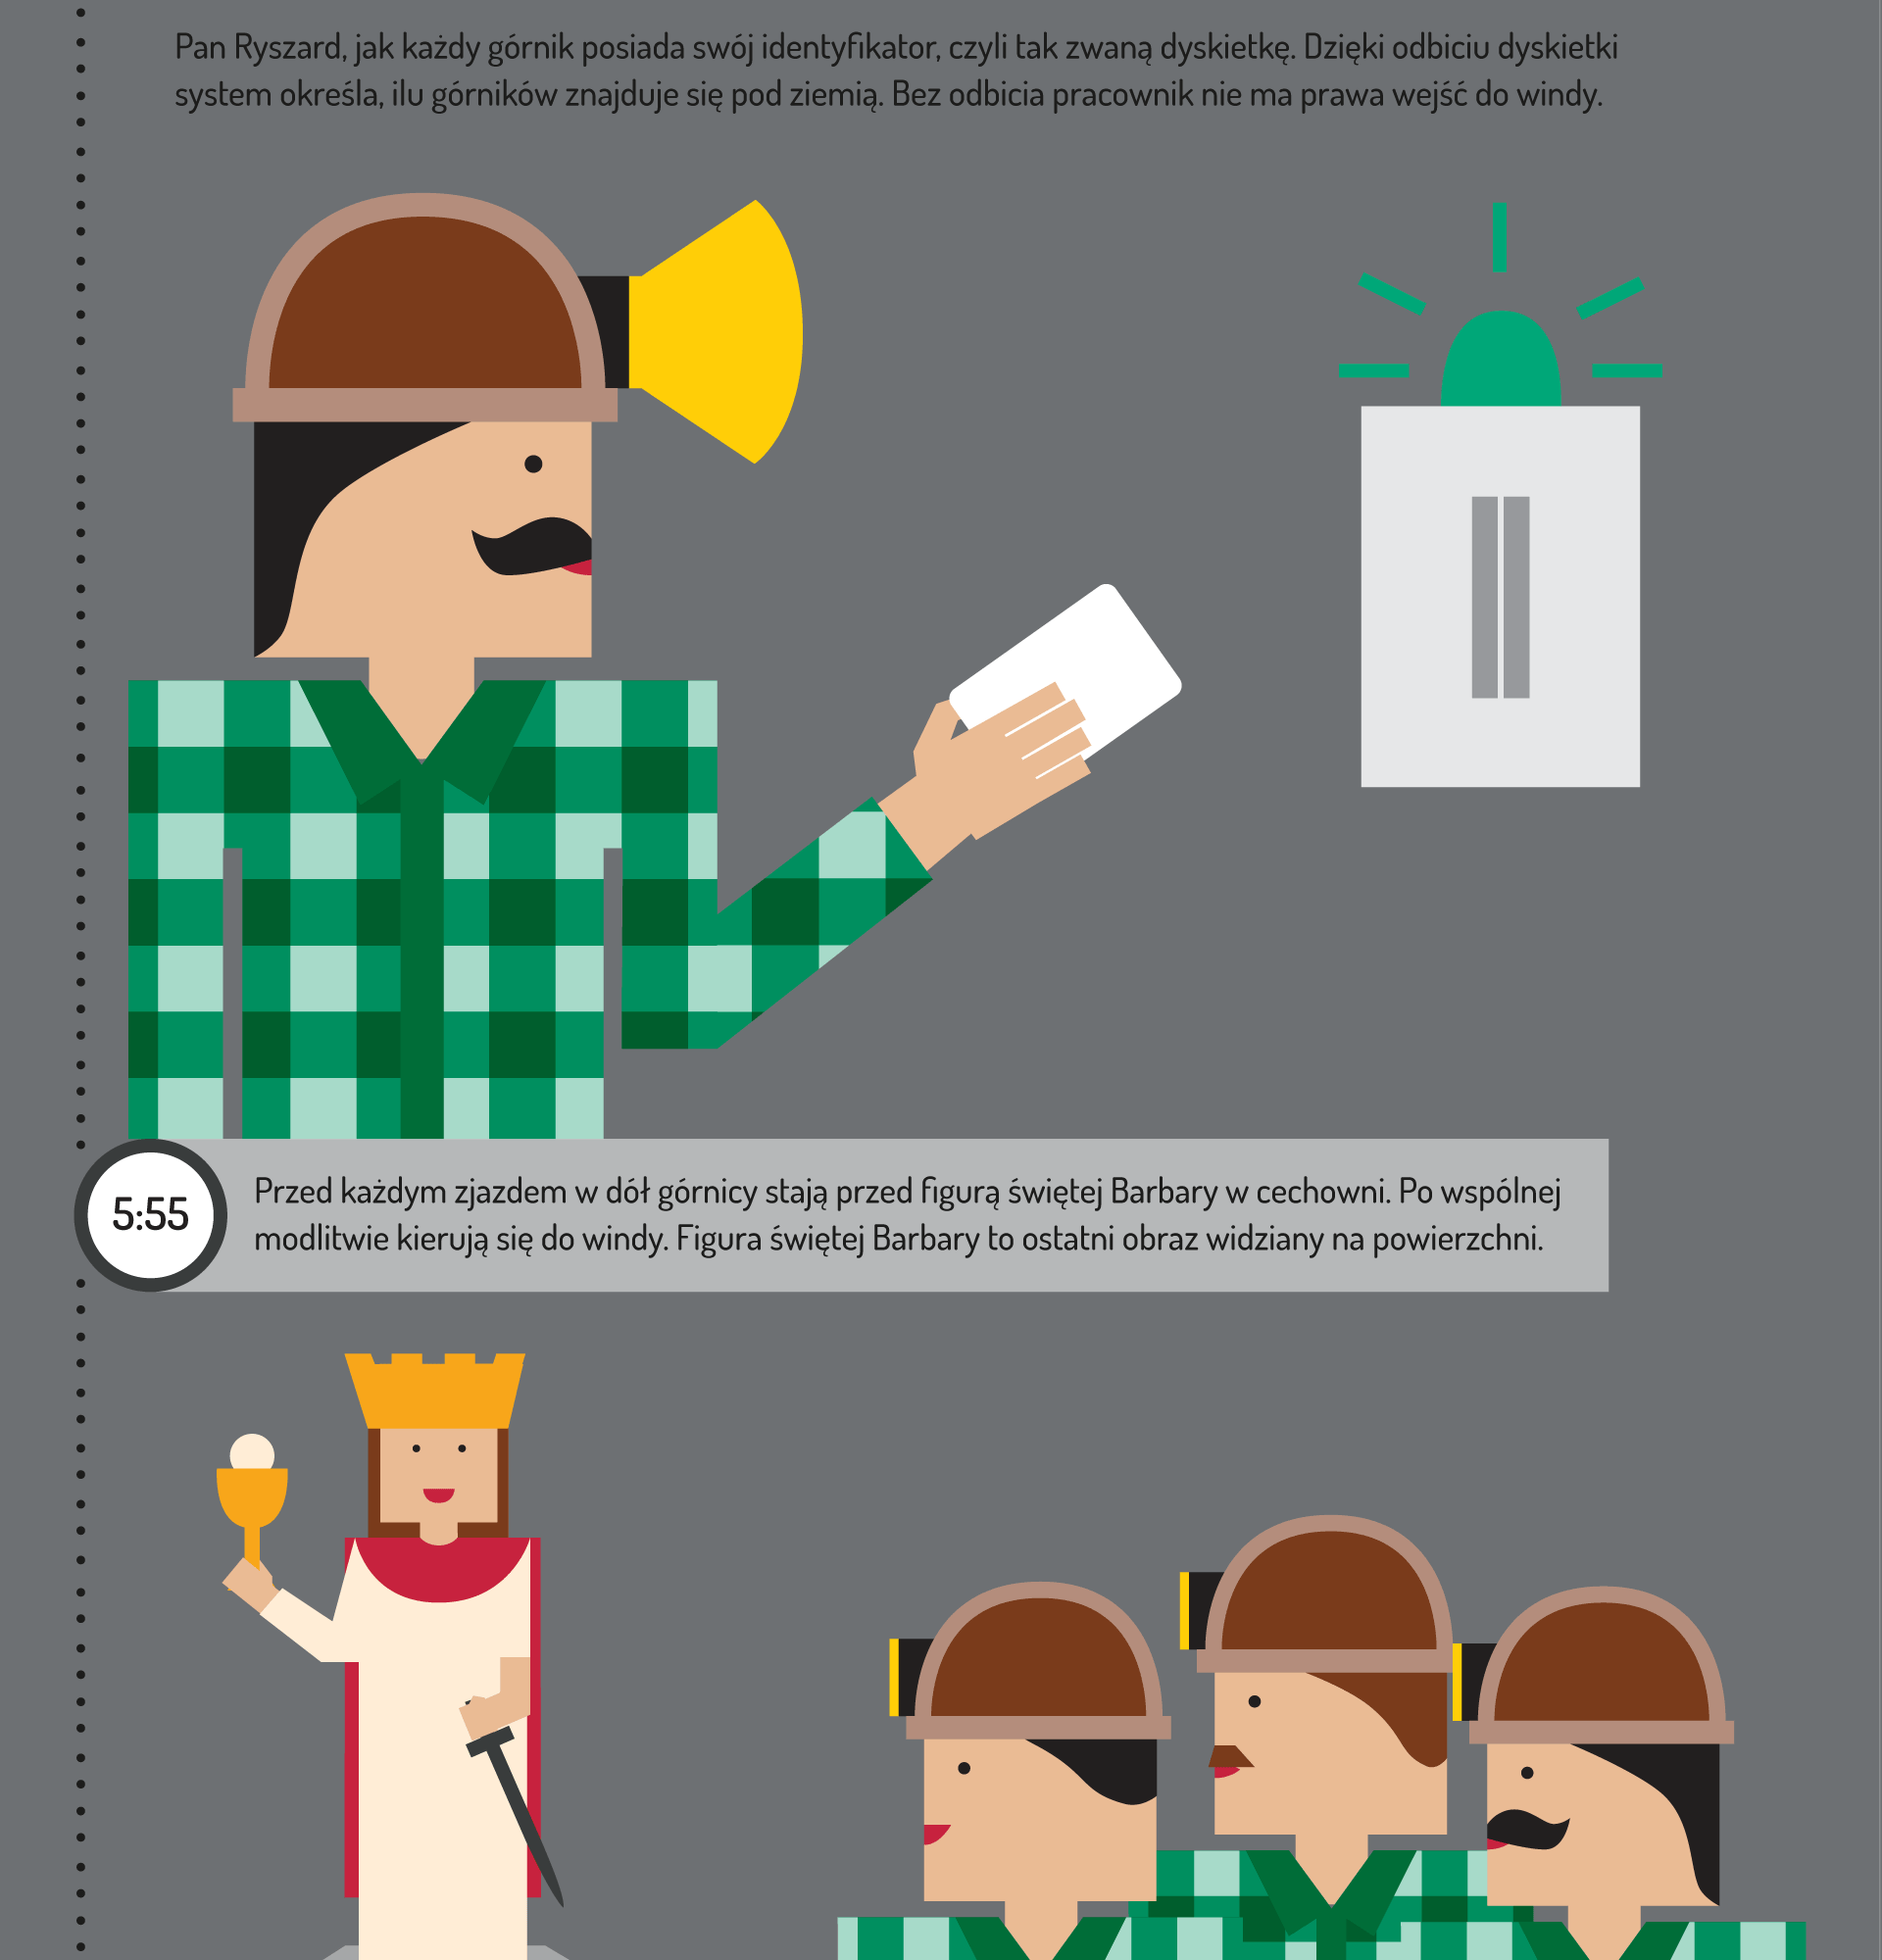 Pan Ryszard, jak każdy górnik posiada swój identyfikator, czyli tak zwaną dyskietkę. Dzięki odbiciu dyskietki
system określa, ilu górników znajduje się pod ziemią. Bez odbicia pracownik nie ma prawa wejść do windy.
5:55
Przed każdym zjazdem w dół górnicy stają przed figurą świętej Barbary w cechowni. Po wspólnej
modlitwie kierują się do windy. Figura świętej Barbary to ostatni obraz widziany na powierzchni.